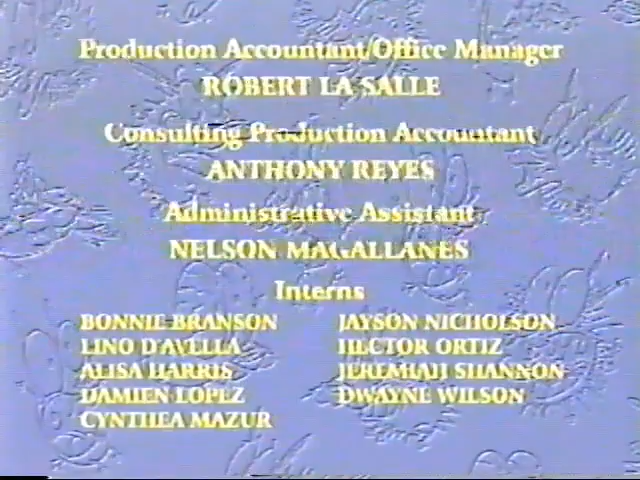 Production Accountant/Office Manager
ROBERT LA SALLE
Consulting Production Accountant
ANTHONY REYES
Administrative Assistant
NELSON MAGALLANES
Interns
BONNIE BRANSON JAYSON NICHOLSON
LINO D'AVELLA HECTOR ORTIZ
ALISA HARRIS JEREMIAH SHANNON
DAMIEN LOPEZ DWAYNE WILSON
CYNTHEA MAZUR